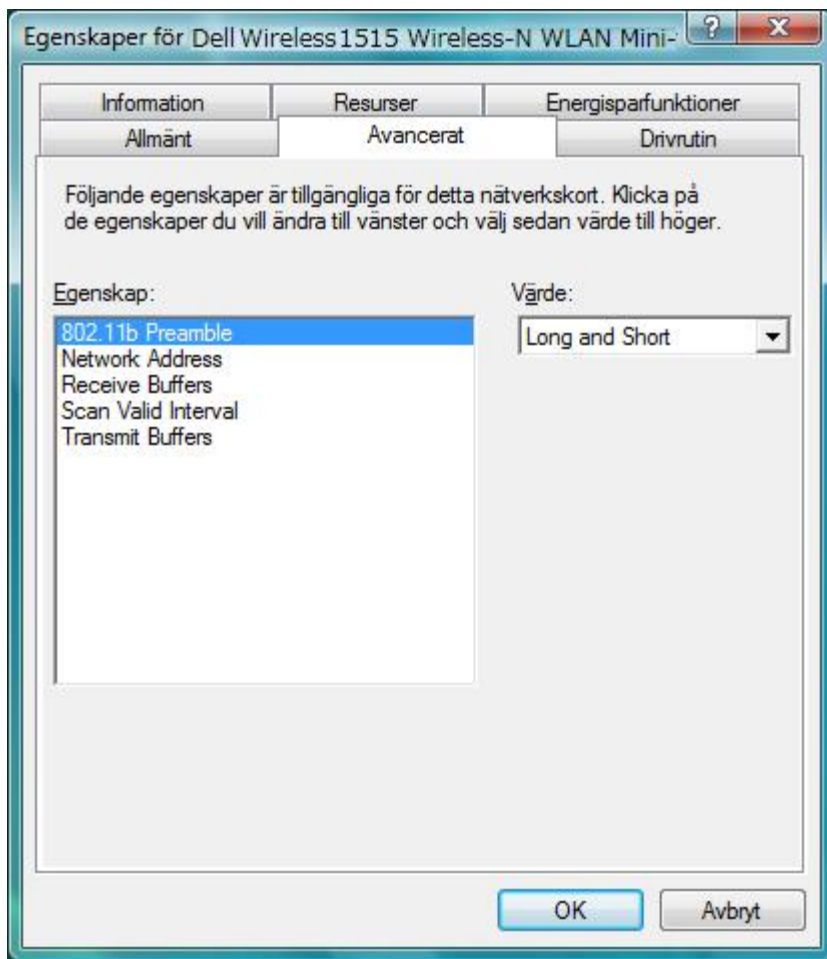 Egenskaper för Dell Wireless1515 Wireless-N WLAN Mini-
?
Information Resurser Energisparfunktioner
Allmänt Avancerat Drivrutin
Följande egenskaper är tillgängliga för detta nätverkskort. Klicka på
de egenskaper du vill ändra till vänster och välj sedan värde till höger.
Egenskap:
Värde:
802.11b Preamble
Network Address
Receive Buffers
Scan Valid Interval
Transmit Buffers
Long and Short
OK Avbryt